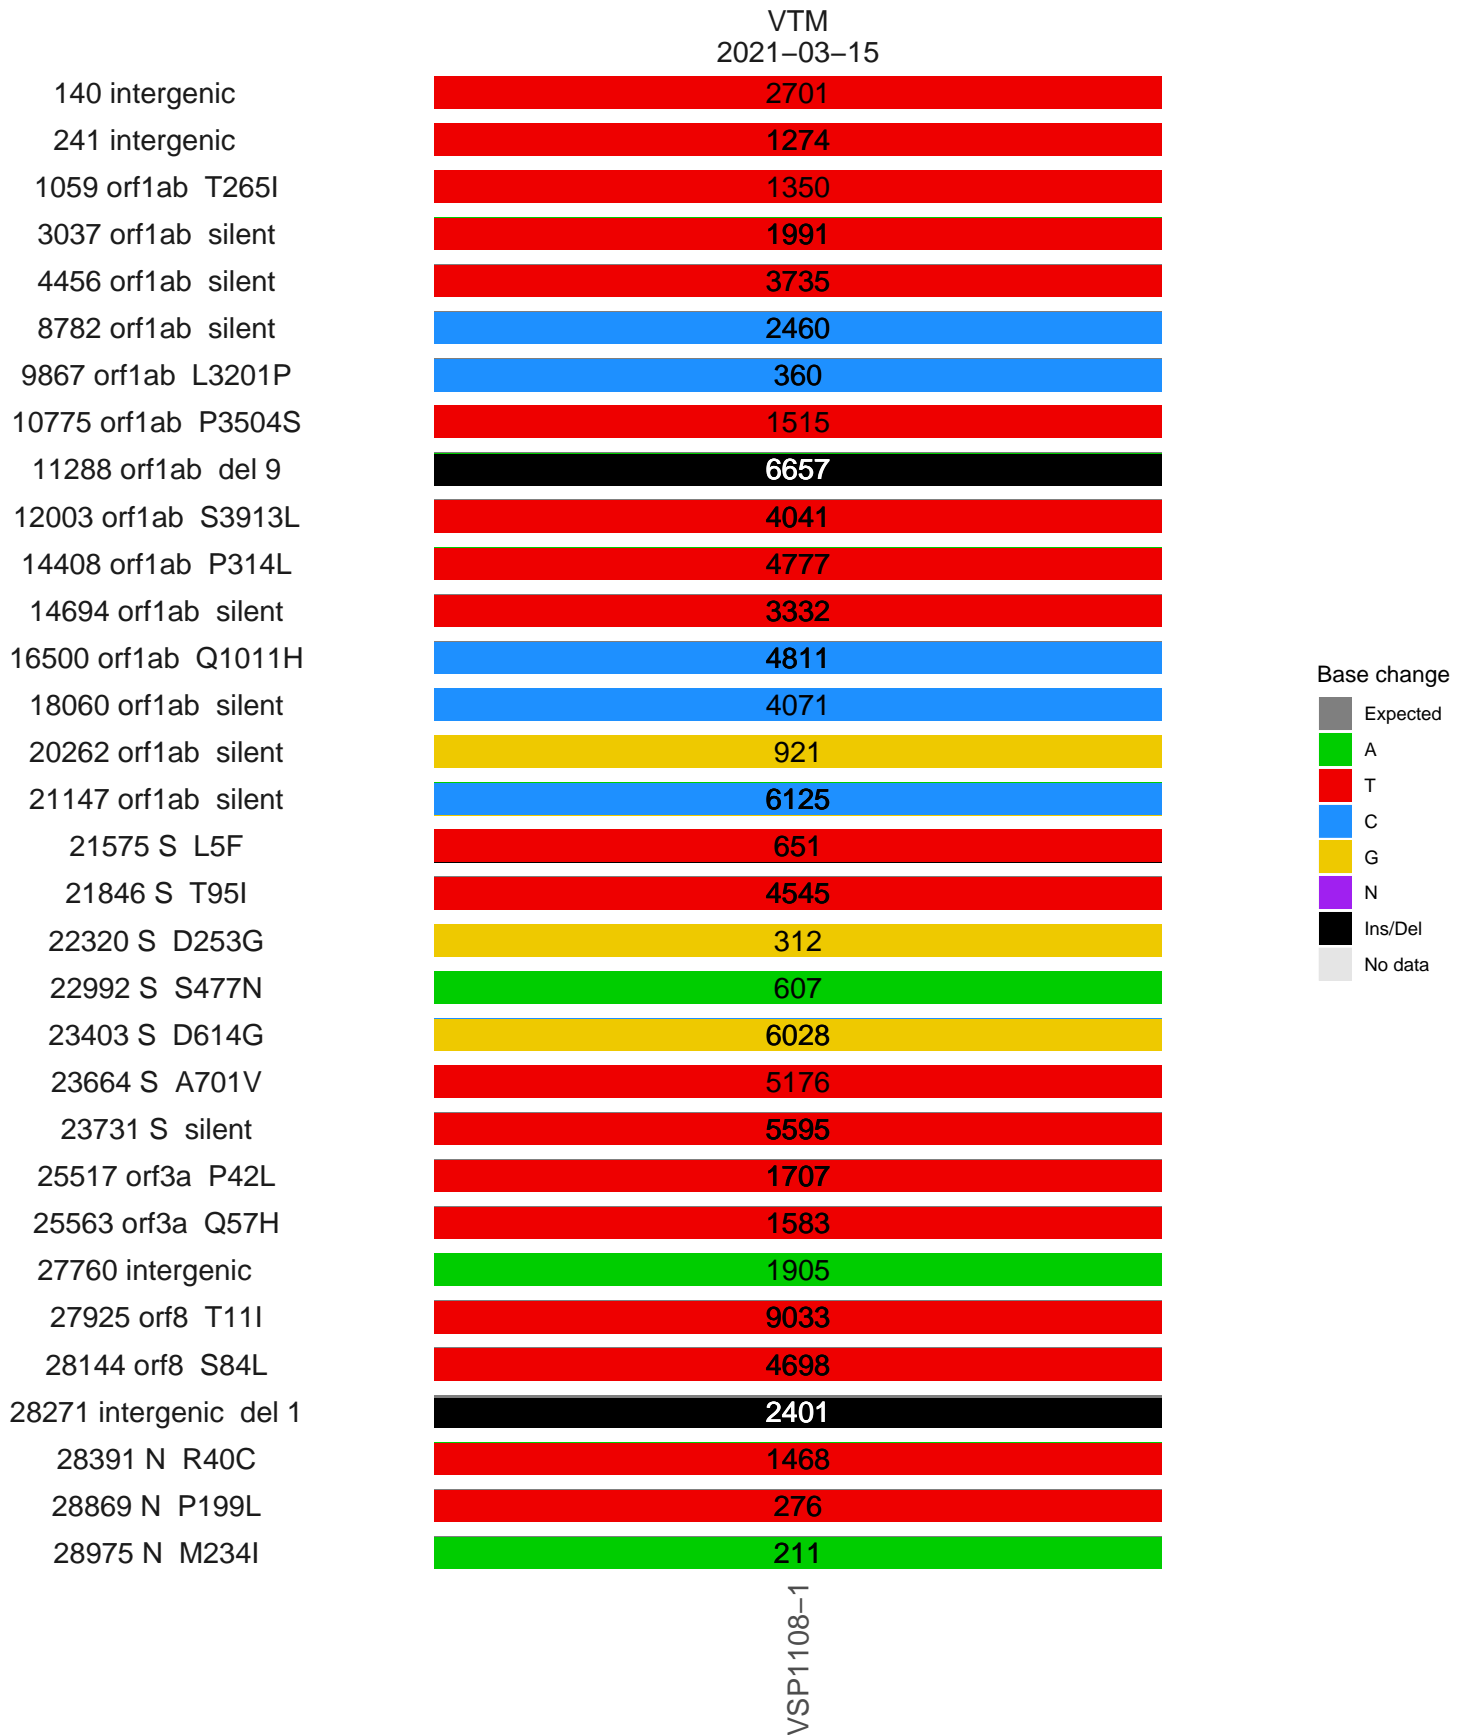 VTM
2021−03−15
140 intergenic 2701
241 intergenic 1274
1059 orf1ab T265I 1350
3037 orf1ab silent 1991
4456 orf1ab silent 3735
8782 orf1ab silent 2460
9867 orf1ab L3201P 360
10775 orf1ab P3504S 1515
11288 orf1ab del 9 6657
12003 orf1ab S3913L 4041
14408 orf1ab P314L 4777
14694 orf1ab silent 3332
16500 orf1ab Q1011H 4811
18060 orf1ab silent 4071
20262 orf1ab silent 921
21147 orf1ab silent 6125
21575 S L5F 651
21846 S T95I 4545
22320 S D253G 312
22992 S S477N 607
23403 S D614G 6028
23664 S A701V 5176
23731 S silent 5595
25517 orf3a P42L 1707
25563 orf3a Q57H 1583
27760 intergenic 1905
27925 orf8 T11I 9033
28144 orf8 S84L 4698
28271 intergenic del 1 2401
28391 N R40C 1468
28869 N P199L 276
28975 N M234I 211
VSP1108−1
Base change
Expected
A
T
C
G
N
Ins/Del
No data